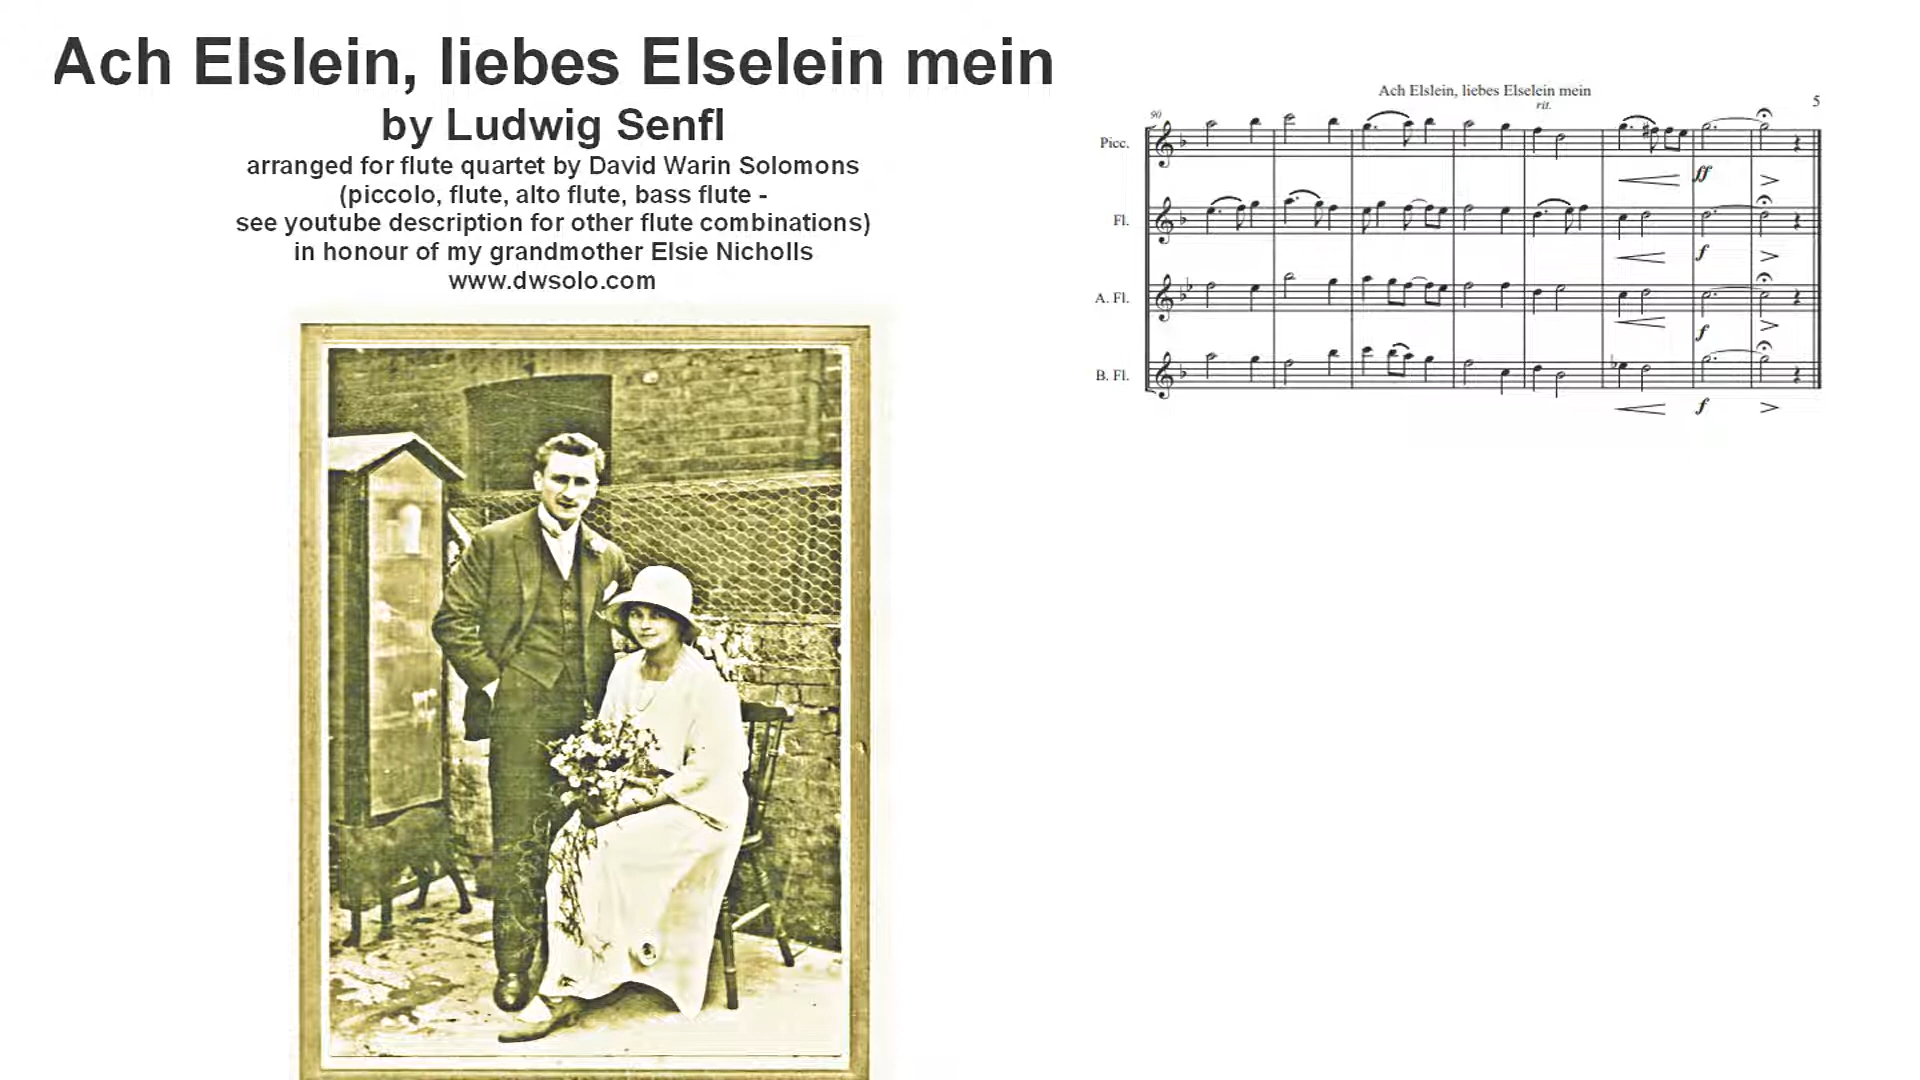 Ach Elslein, liebes Elselein mein
by Ludwig Senfl
arranged for flute quartet by David Warin Solomons
(piccolo, flute, alto flute, bass flute -
see youtube description for other flute combinations)
in honour of my grandmother Elsie Nicholls
www.dwsolo.com
Ach Elslein, liebes Elselein mein
5
rit.
90
Picc.
ff
Fl.
f
A. Fl.
f
B. Fl.
f